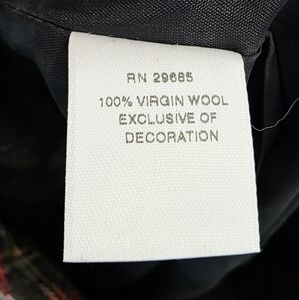 RN 29685
100% VIRGIN WOOL
EXCLUSIVE OF
DECORATION